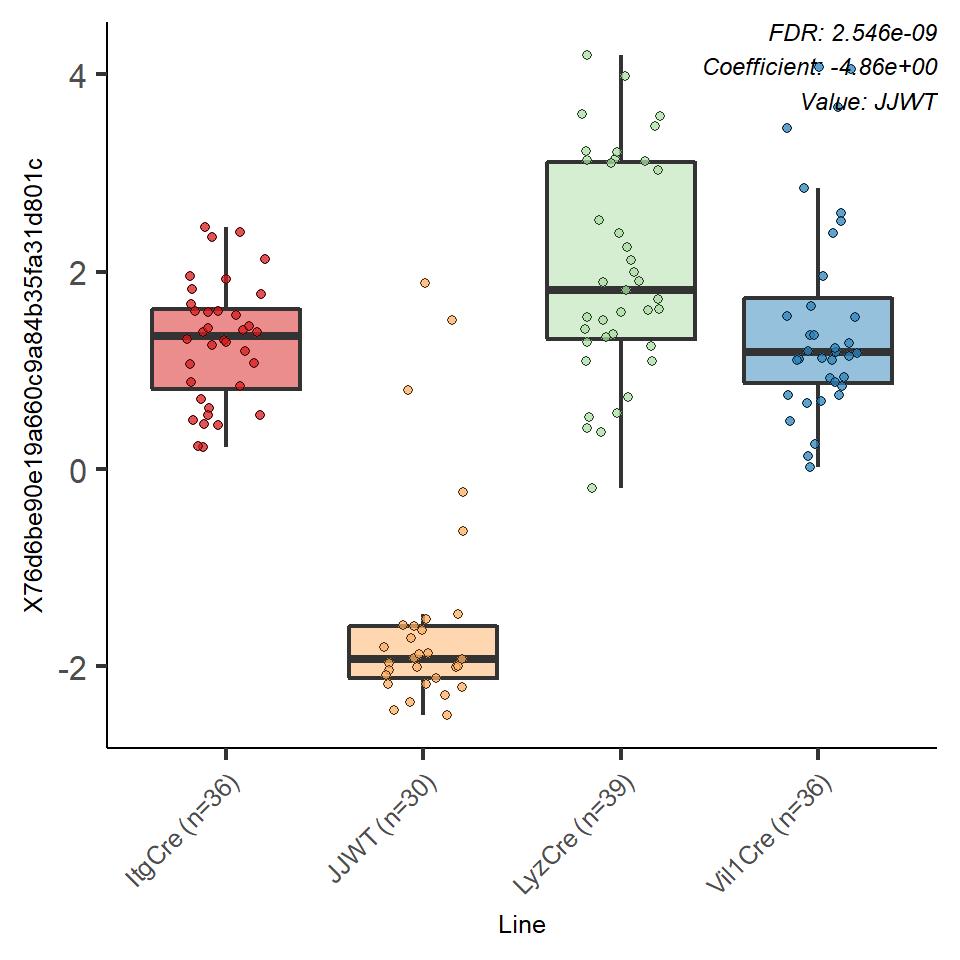 FDR: 2.546e-09
Coefficient: -4.86e+00
Value: JJWT
X76d6be90e19a660c9a84b35fa31d801c
4
2
0
-2
ItgCre (n=36)
JJWT (n=30)
LyzCre (n=39)
Vil1Cre (n=36)
Line